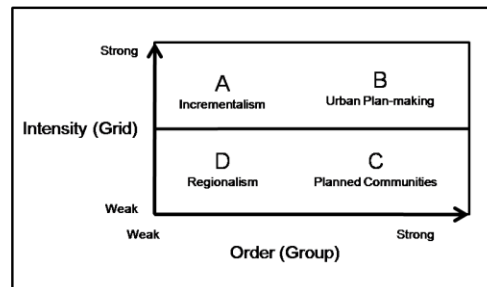 Strong
A
Incrementalism
B
Urban Plan-making
Intensity (Grid)
D
Regionalism
C
Planned Communities
Weak
Weak
Strong
Order (Group)